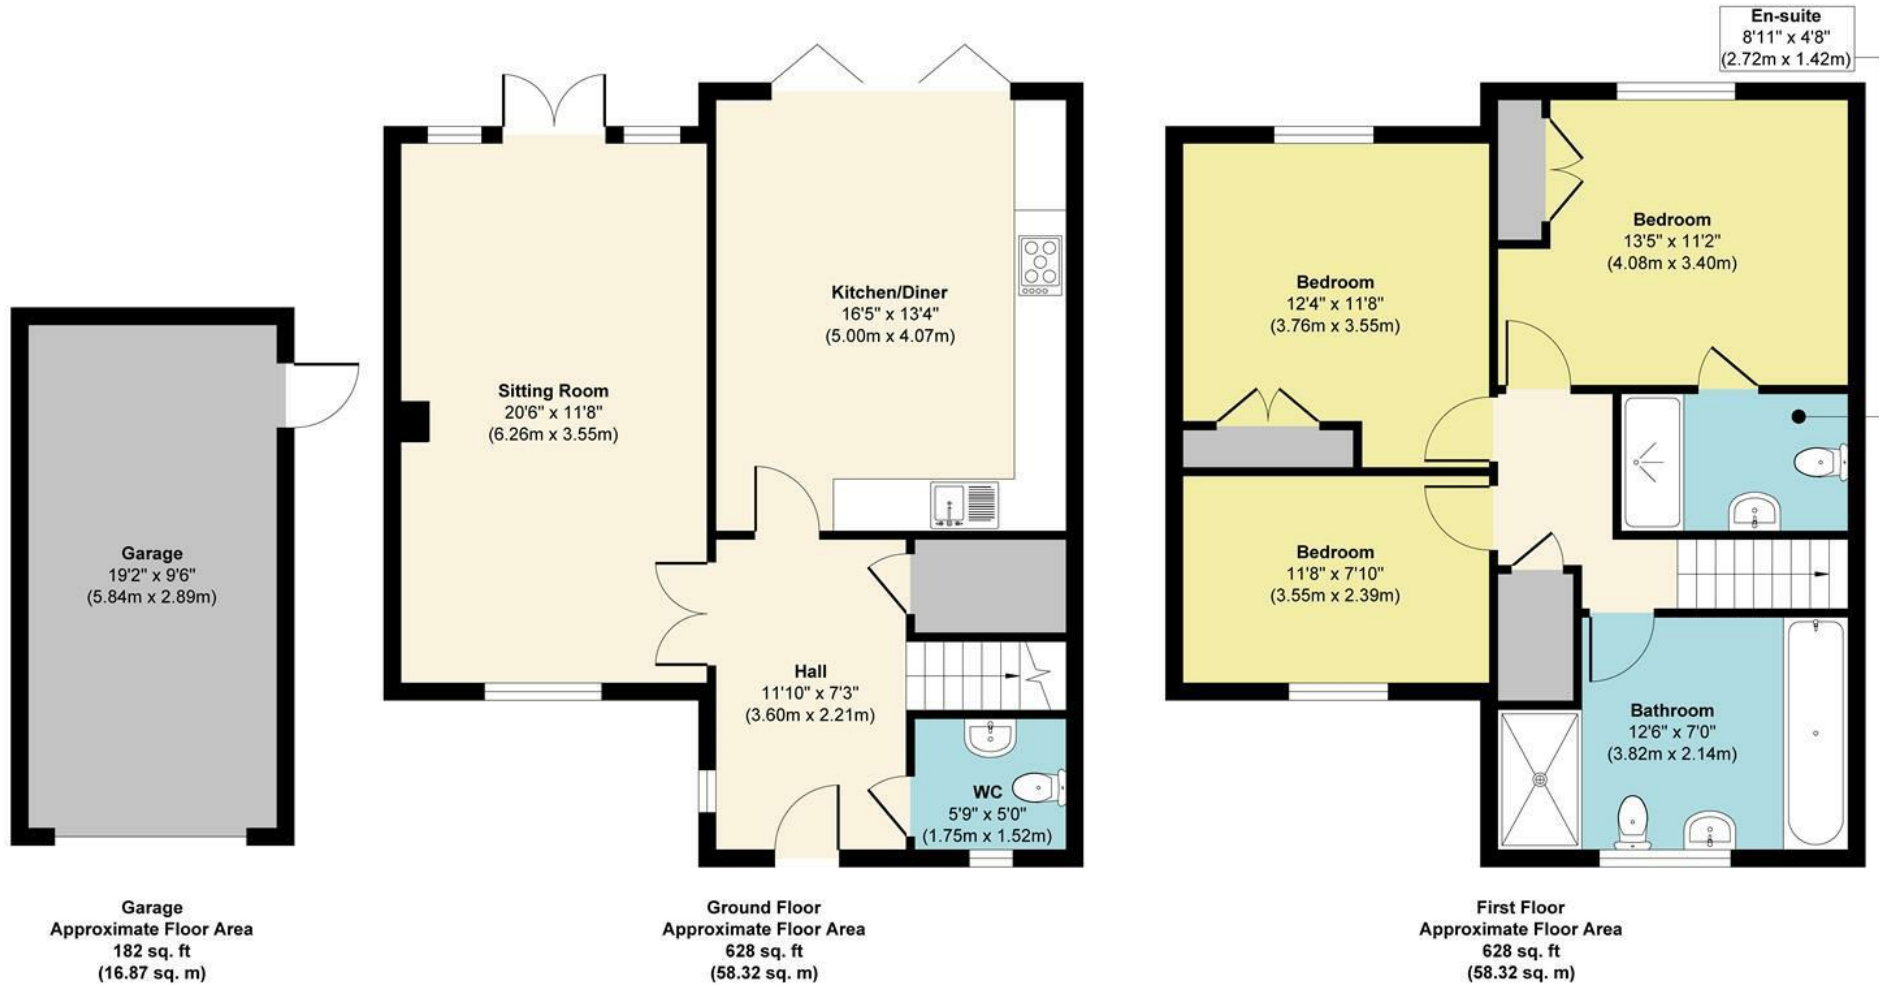 En-suite
8'11" x 4'8"
(2.72m x 1.42m)
Bedroom
13'5" x 11'2"
(4.08m x 3.40m)
Bedroom
12'4" x 11'8"
(3.76m x 3.55m)
Kitchen/Diner
16'5" x 13'4"
(5.00m x 4.07m)
Sitting Room
20'6" x 11'8"
(6.26m x 3.55m)
Garage
19'2" x 9'6"
(5.84m x 2.89m)
Bedroom
11'8" x 7'10"
(3.55m x 2.39m)
Hall
11'10" x 7'3"
(3.60m x 2.21m)
Bathroom
12'6" x 7'0"
(3.82m x 2.14m)
WC
5'9" x 5'0"
(1.75m x 1.52m)
Garage
Approximate Floor Area
182 sq. ft
(16.87 sq. m)
Ground Floor
Approximate Floor Area
628 sq. ft
(58.32 sq. m)
First Floor
Approximate Floor Area
628 sq. ft
(58.32 sq. m)